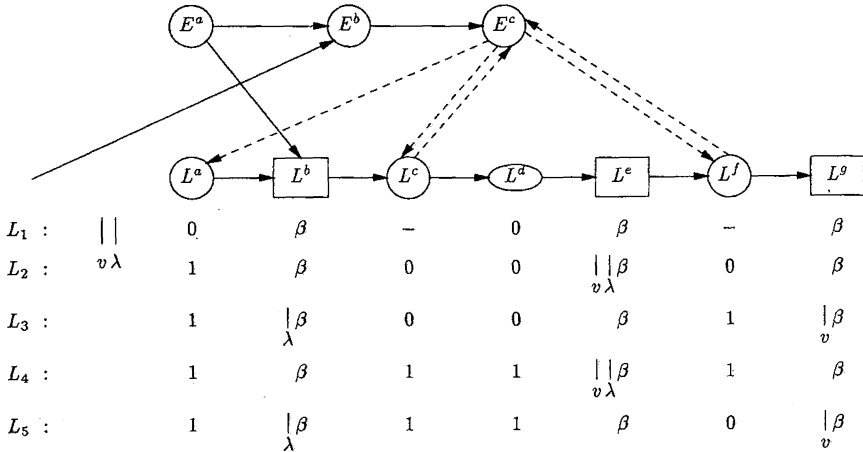 E^a E^b E^c
L^a L^b L^c L^d L^e L^f L^g
L_1 : | | 0 β – 0 β – β
v λ
L_2 : 1 β 0 0 | | β 0 β
v λ
L_3 : 1 | β 0 0 β 1 | β
λ v
L_4 : 1 β 1 1 | | β 1 β
v λ
L_5 : 1 | β 1 1 β 0 | β
λ v